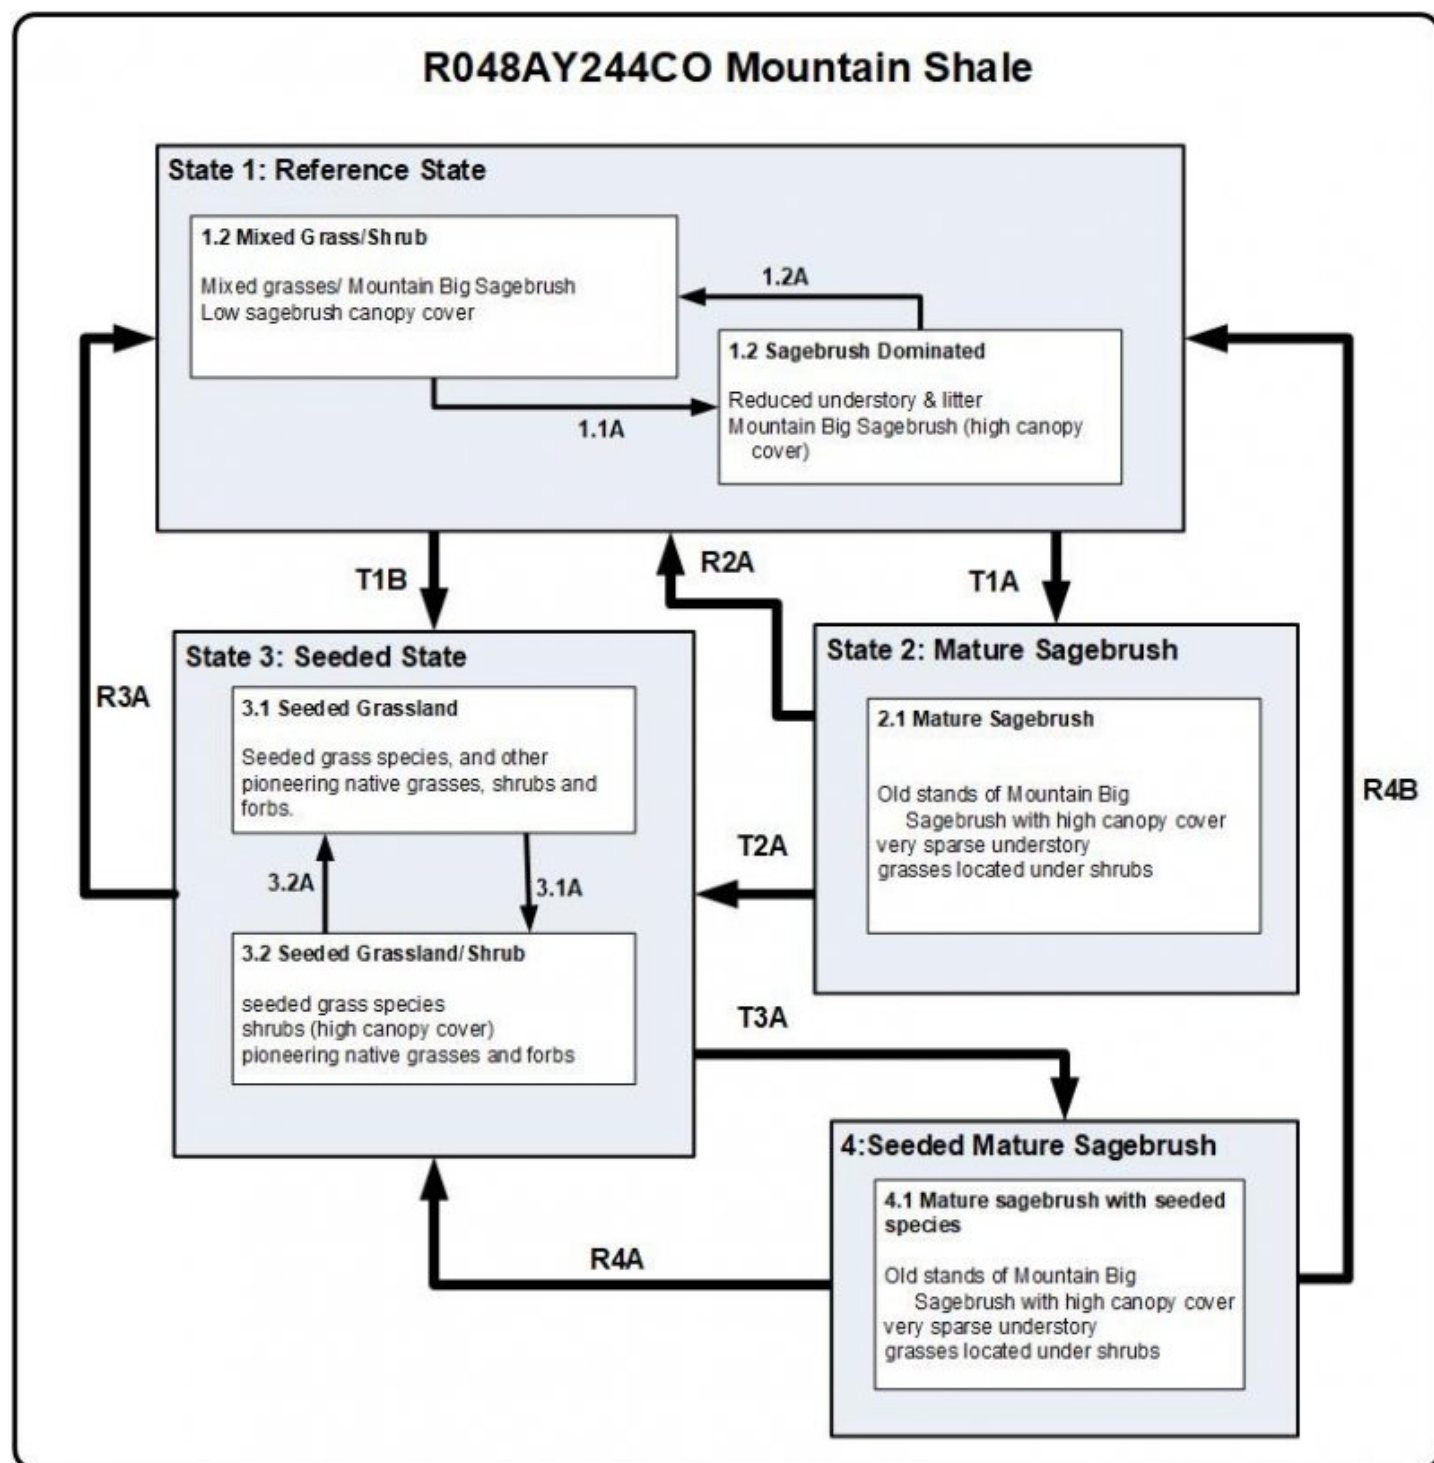 R048AY244CO Mountain Shale
State 1: Reference State
1.2 Mixed Grass/Shrub
Mixed grasses/ Mountain Big Sagebrush
Low sagebrush canopy cover
1.2A
1.2 Sagebrush Dominated
Reduced understory & litter
Mountain Big Sagebrush (high canopy
cover)
1.1A
T1B
R2A
T1A
R3A
State 3: Seeded State
3.1 Seeded Grassland
Seeded grass species, and other
pioneering native grasses, shrubs and
forbs.
3.2A
3.1A
3.2 Seeded Grassland/Shrub
seeded grass species
shrubs (high canopy cover)
pioneering native grasses and forbs
State 2: Mature Sagebrush
2.1 Mature Sagebrush
Old stands of Mountain Big
Sagebrush with high canopy cover
very sparse understory
grasses located under shrubs
T2A
R4B
T3A
4:Seeded Mature Sagebrush
4.1 Mature sagebrush with seeded
species
Old stands of Mountain Big
Sagebrush with high canopy cover
very sparse understory
grasses located under shrubs
R4A